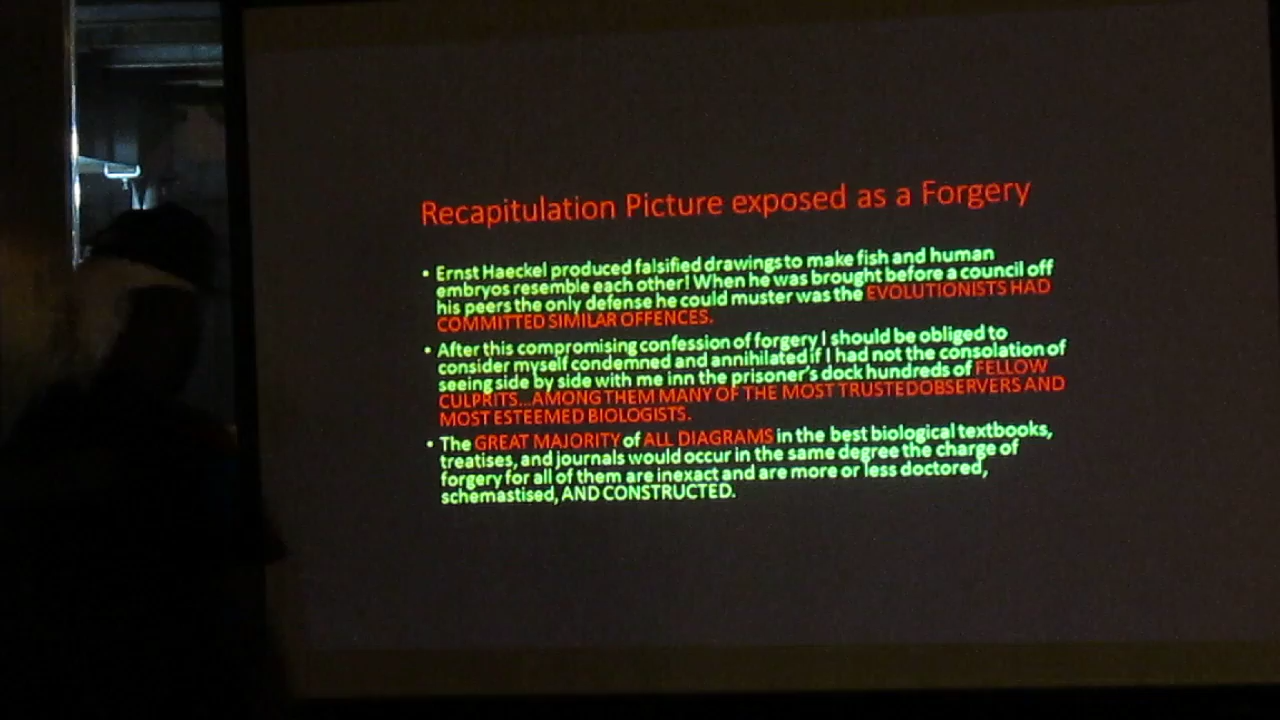 Recapitulation Picture exposed as a Forgery
• Ernst Haeckel produced falsified drawings to make fish and human
embryos resemble each other! When he was brought before a council off
his peers the only defense he could muster was the EVOLUTIONISTS HAD
COMMITTED SIMILAR OFFENCES.
• After this compromising confession of forgery I should be obliged to
consider myself condemned and annihilated if I had not the consolation of
seeing side by side with me inn the prisoner's dock hundreds of FELLOW
CULPRITS...AMONG THEM MANY OF THE MOST TRUSTEDOBSERVERS AND
MOST ESTEEMED BIOLOGISTS.
• The GREAT MAJORITY of ALL DIAGRAMS in the best biological textbooks,
treatises, and journals would occur in the same degree the charge of
forgery for all of them are inexact and are more or less doctored,
schemastised, AND CONSTRUCTED.